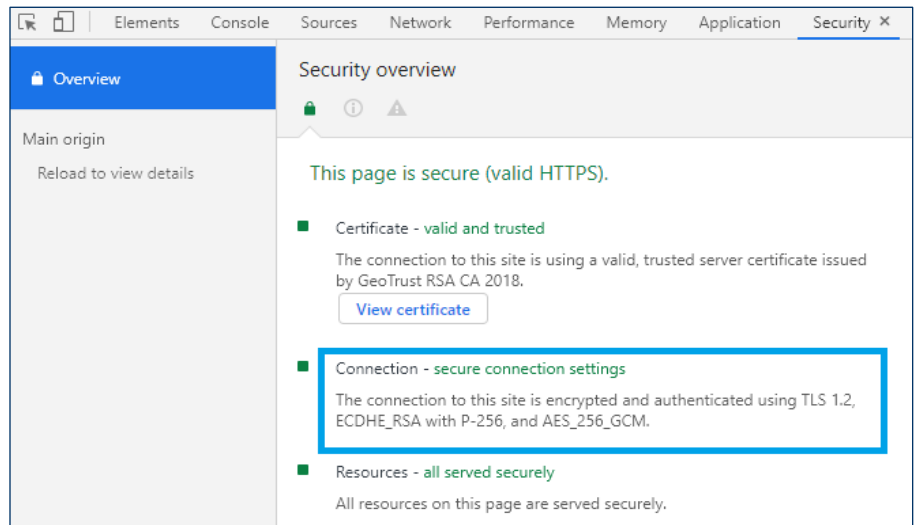 Elements Console Sources Network Performance Memory Application Security ×
Overview
Main origin
Reload to view details
Security overview
This page is secure (valid HTTPS).
Certificate - valid and trusted
The connection to this site is using a valid, trusted server certificate issued
by GeoTrust RSA CA 2018.
View certificate
Connection - secure connection settings
The connection to this site is encrypted and authenticated using TLS 1.2,
ECDHE_RSA with P-256, and AES_256_GCM.
Resources - all served securely
All resources on this page are served securely.